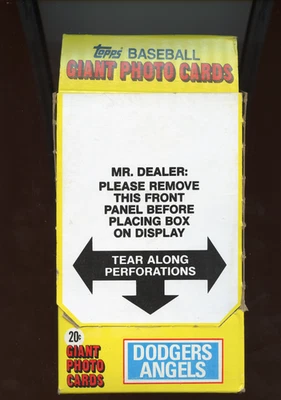 Topps BASEBALL
GIANT PHOTO CARDS
MR. DEALER:
PLEASE REMOVE
THIS FRONT
PANEL BEFORE
PLACING BOX
ON DISPLAY
TEAR ALONG
PERFORATIONS
20¢
GIANT
PHOTO
CARDS
DODGERS
ANGELS